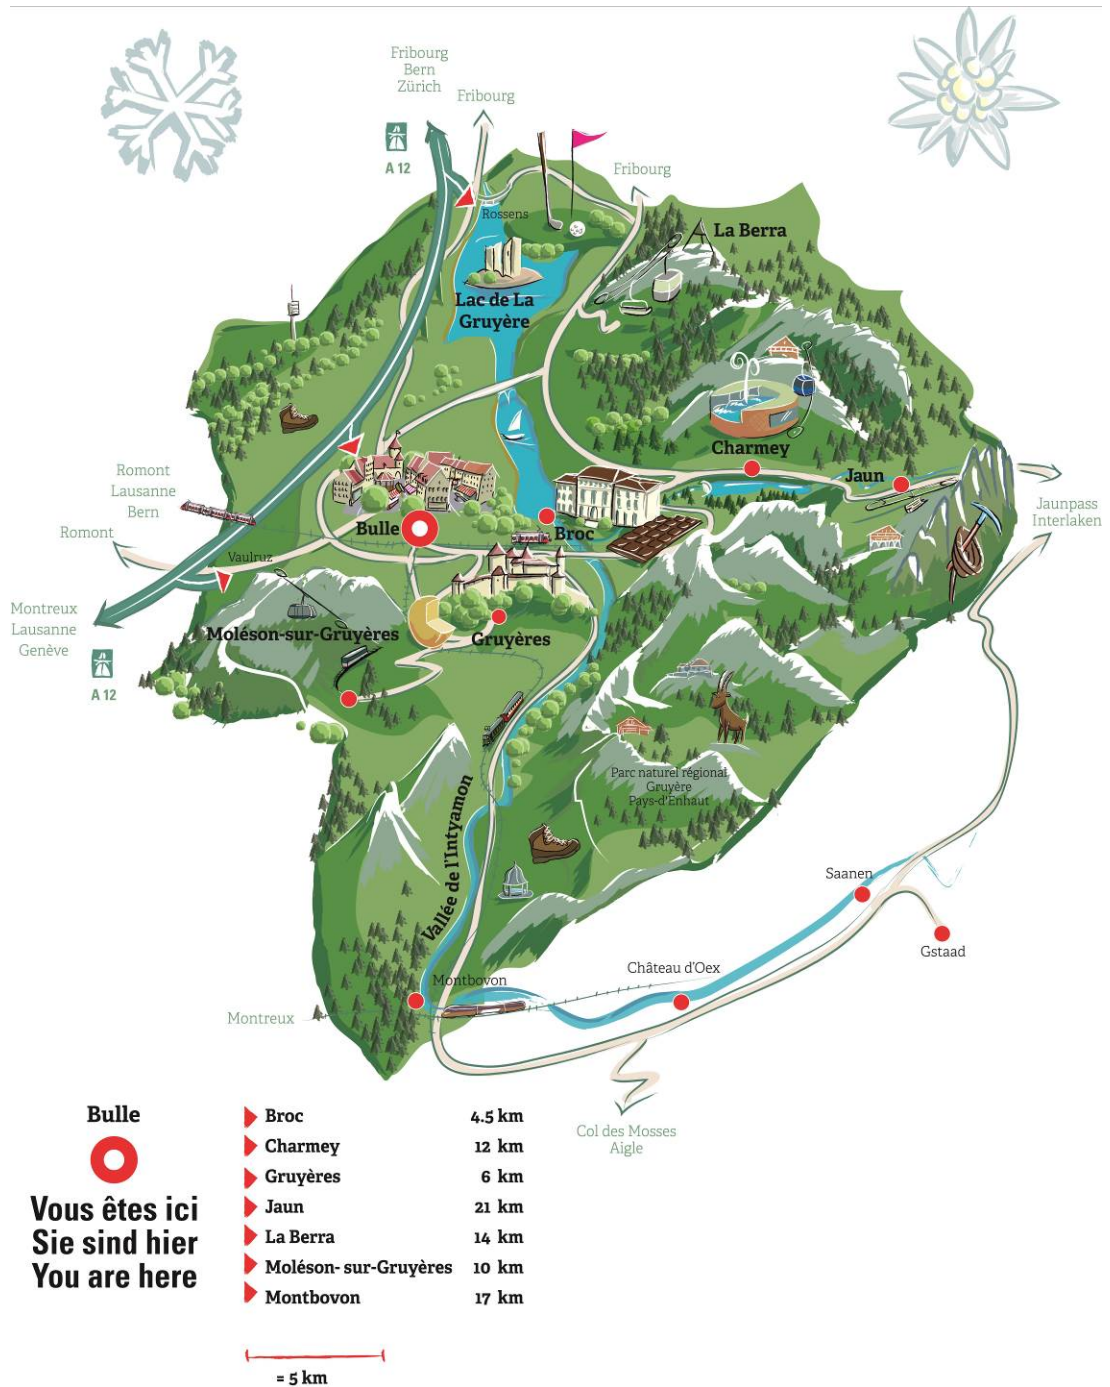 Fribourg
Bern
Zürich
Fribourg
A 12
Fribourg
Rossens
La Berra
Lac de La
Gruyère
Charmey
Jaun
Romont
Lausanne
Bern
Jaunpass
Interlaken
Bulle
Broc
Romont
Vaulruz
Montreux
Lausanne
Genève
A 12
Moléson-sur-Gruyères
Gruyères
Parc naturel régional
Gruyère
Pays-d'Enhaut
Vallée de l'Intyamon
Saanen
Gstaad
Château d'Oex
Montbovon
Montreux
Col des Mosses
Aigle
Bulle
Vous êtes ici
Sie sind hier
You are here
Broc 4.5 km
Charmey 12 km
Gruyères 6 km
Jaun 21 km
La Berra 14 km
Moléson- sur-Gruyères 10 km
Montbovon 17 km
= 5 km